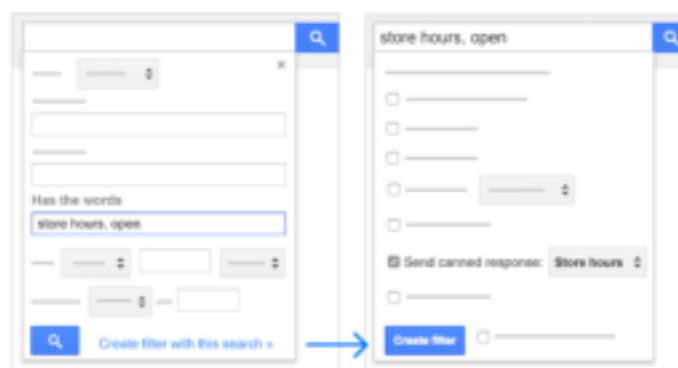 Has the words
store hours, open
Create filter with this search »
store hours, open
Send canned response: Store hours
Create filter